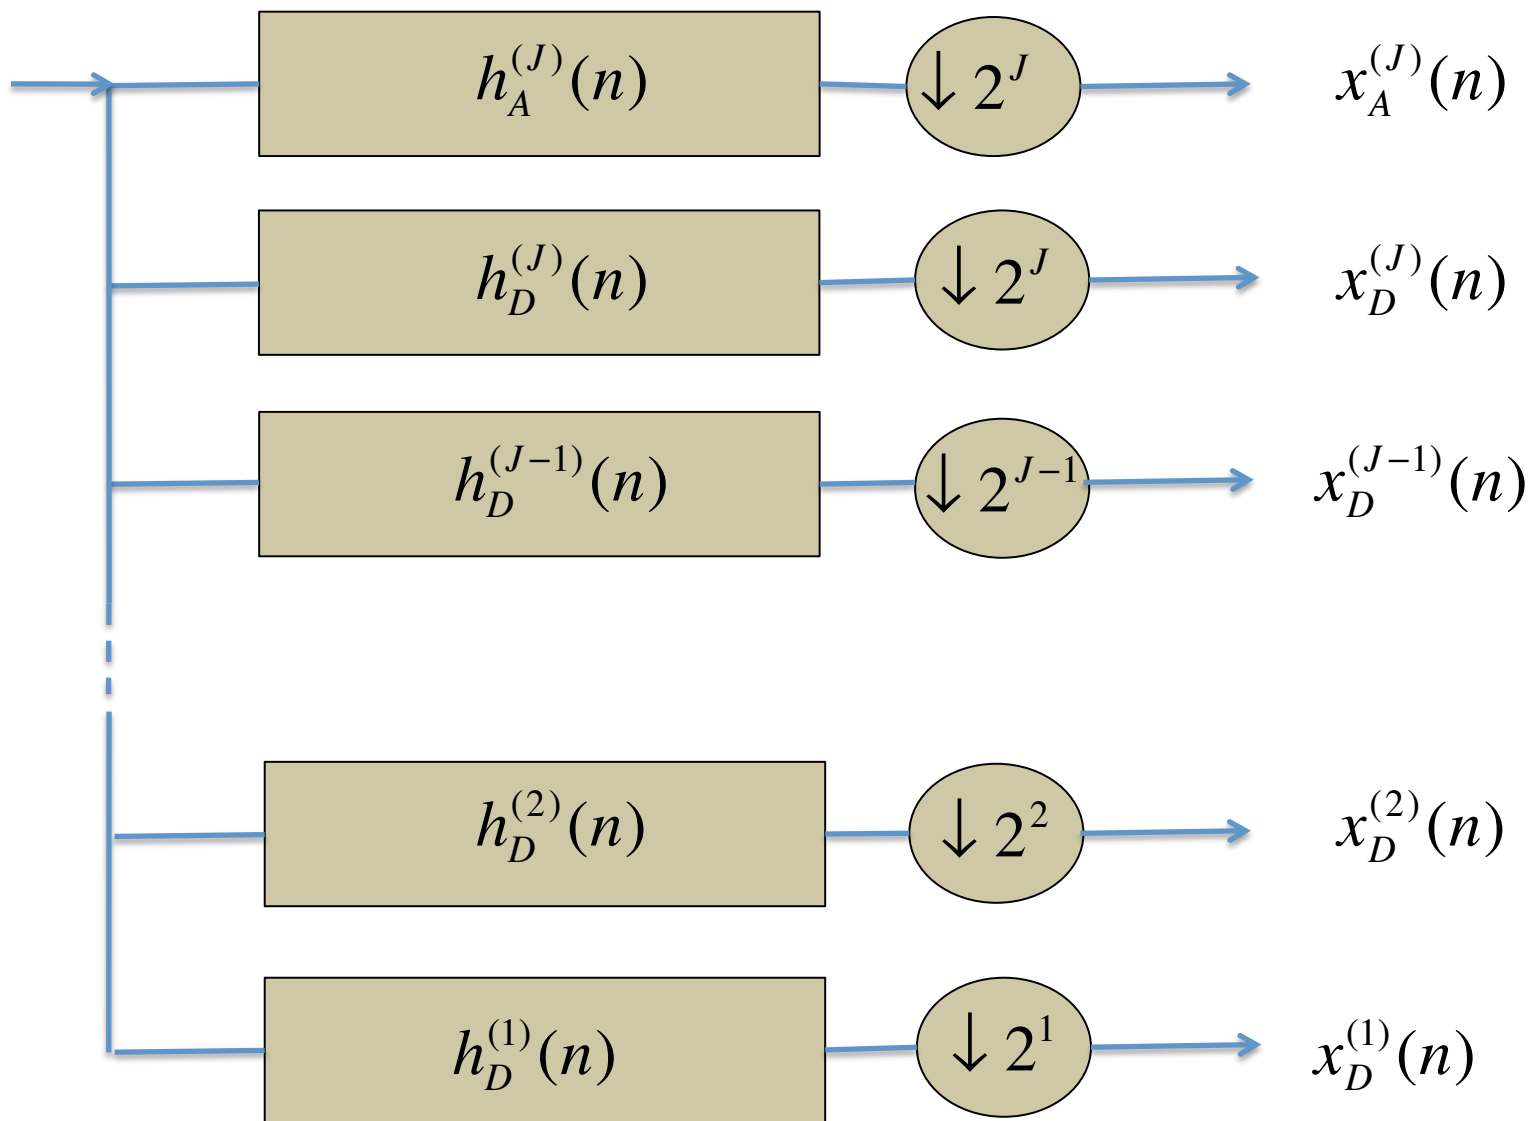 h_A^{(J)}(n) ↓ 2^J x_A^{(J)}(n)
h_D^{(J)}(n) ↓ 2^J x_D^{(J)}(n)
h_D^{(J−1)}(n) ↓ 2^{J−1} x_D^{(J−1)}(n)
h_D^{(2)}(n) ↓ 2^2 x_D^{(2)}(n)
h_D^{(1)}(n) ↓ 2^1 x_D^{(1)}(n)